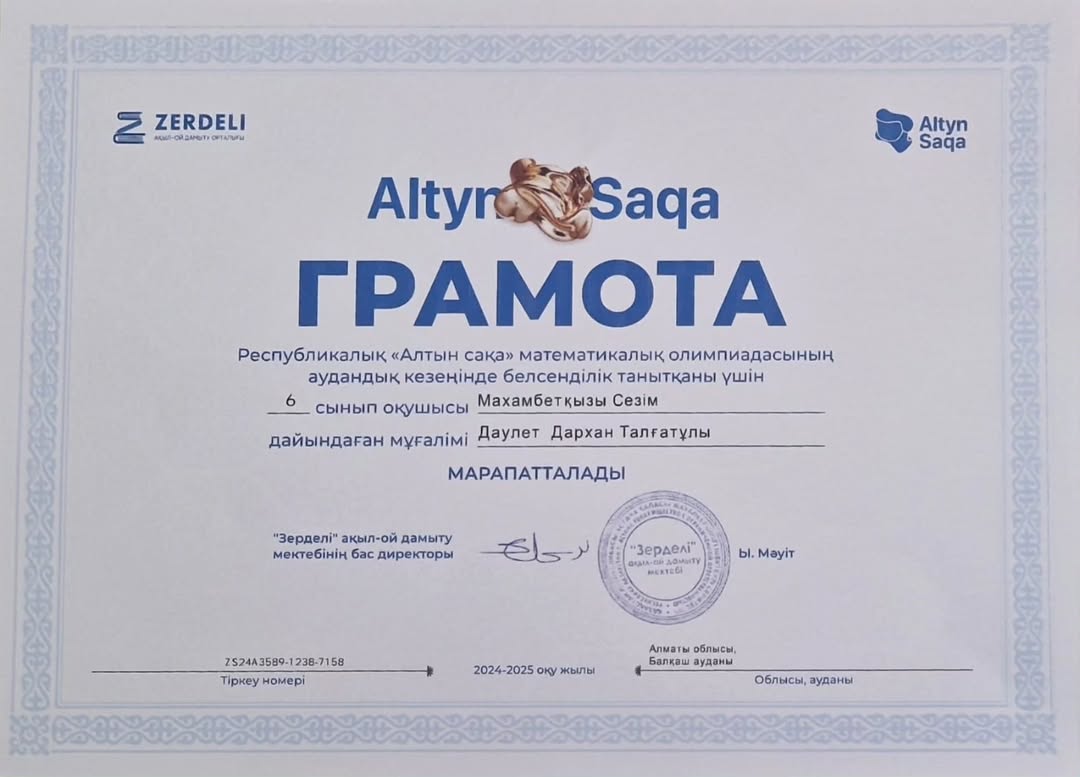 ZERDELI
АҚЫЛ-ОЙ ДАМЫТУ ОРТАЛЫҒЫ
Altyn
Saqa
Altyn Saqa
ГРАМОТА
Республикалық «Алтын сақа» математикалық олимпиадасының
аудандық кезеңінде белсенділік танытқаны үшін
6 сынып оқушысы Махамбетқызы Сезім
дайындаған мұғалімі Даулет Дархан Талғатұлы
МАРАПАТТАЛАДЫ
"Зерделі" ақыл-ой дамыту
мектебінің бас директоры
"Зерделі"
ақыл-ой дамыту
мектебі
Ы. Мәуіт
ZS24A3589-1238-7158
Тіркеу номері
2024-2025 оқу жылы
Алматы облысы,
Балқаш ауданы
Облысы, ауданы